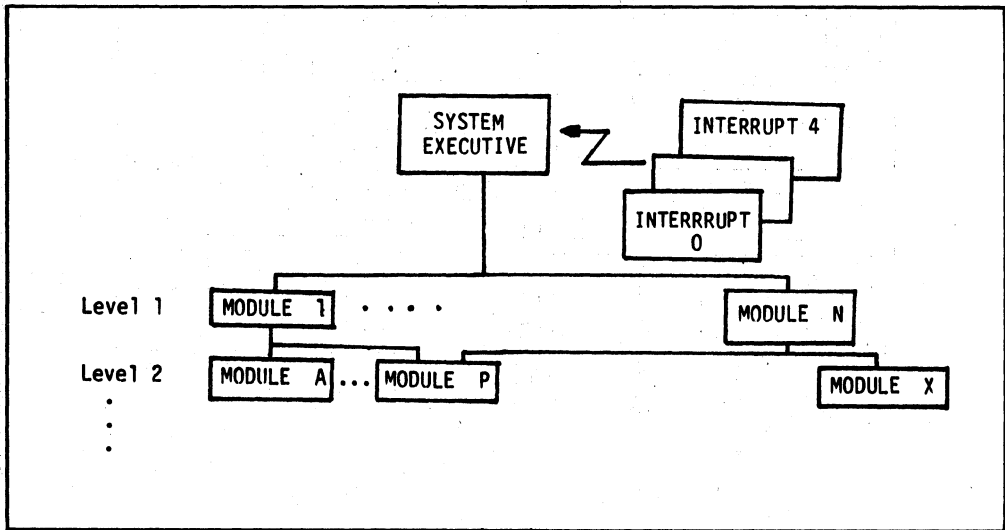 SYSTEM
EXECUTIVE
INTERRUPT 4
INTERRRUPT
0
Level 1
MODULE 1
. . . .
MODULE N
Level 2
MODULE A
...
MODULE P
MODULE X
.
.
.